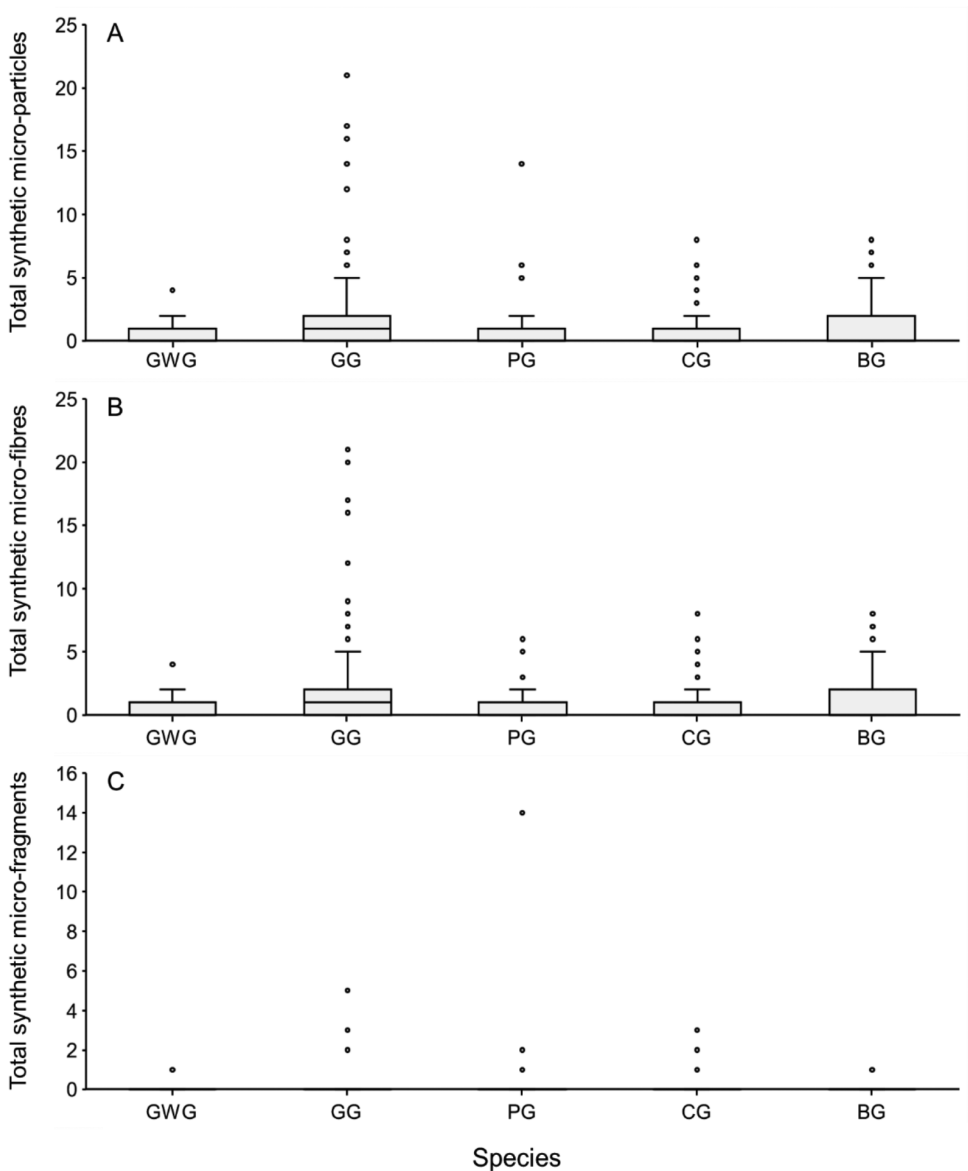 A
Total synthetic micro-particles
25
20
15
10
5
0
GWG GG PG CG BG
B
Total synthetic micro-fibres
25
20
15
10
5
0
GWG GG PG CG BG
C
Total synthetic micro-fragments
16
14
12
10
8
6
4
2
0
GWG GG PG CG BG
Species